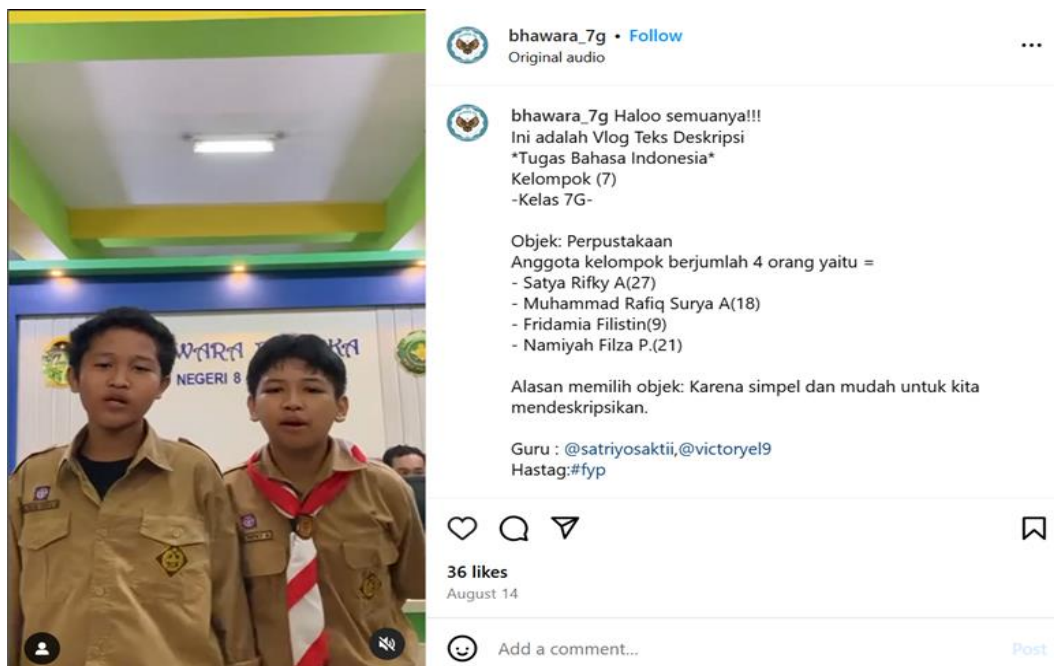 WARA
KA
NEGERI 8
bhawara_7g • Follow
Original audio
bhawara_7g Haloo semuanya!!!
Ini adalah Vlog Teks Deskripsi
*Tugas Bahasa Indonesia*
Kelompok (7)
-Kelas 7G-
Objek: Perpustakaan
Anggota kelompok berjumlah 4 orang yaitu =
- Satya Rifky A(27)
- Muhammad Rafiq Surya A(18)
- Fridamia Filistin(9)
- Namiyah Filza P.(21)
Alasan memilih objek: Karena simpel dan mudah untuk kita
mendeskripsikan.
Guru : @satriyosaktii,@victoryel9
Hastag:#fyp
36 likes
August 14
Add a comment...
Post